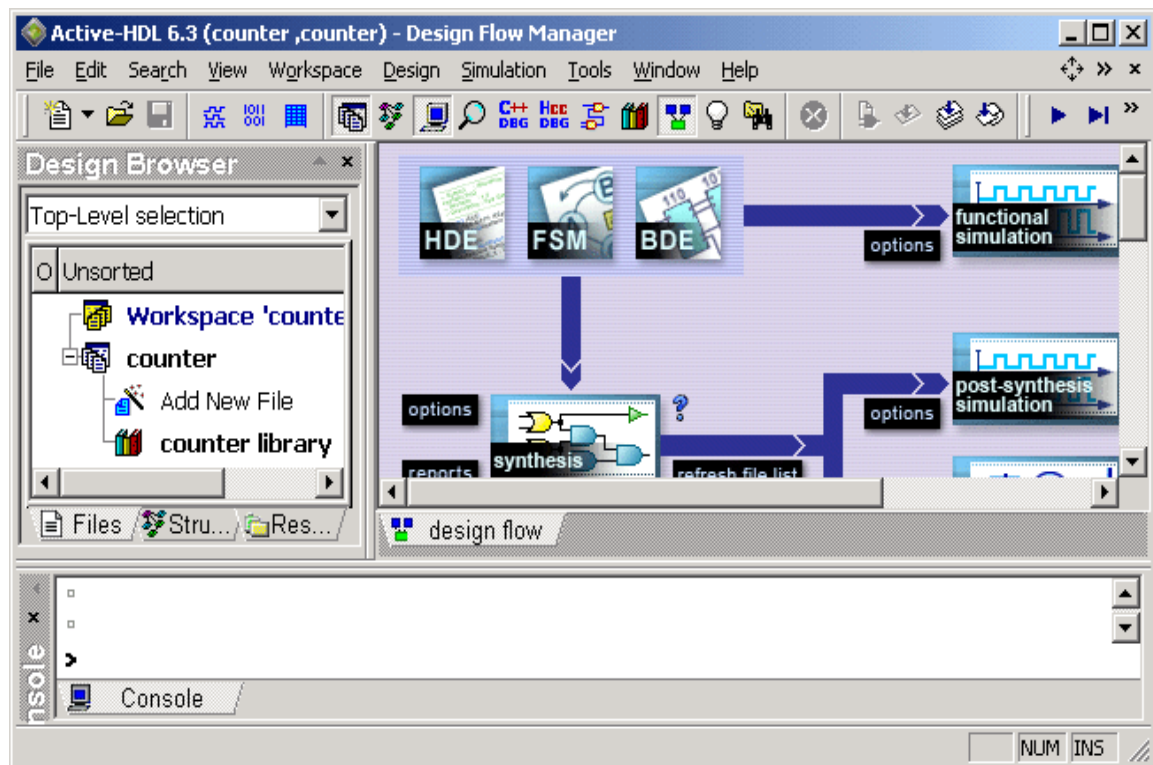 Active-HDL 6.3 (counter ,counter) - Design Flow Manager
File Edit Search View Workspace Design Simulation Tools Window Help
C++ DBG HCC DBG
Design Browser
Top-Level selection
O Unsorted
Workspace 'counte
counter
Add New File
counter library
Files Stru... Res...
HDE FSM BDE
options
functional
simulation
options
reports
synthesis
refresh file list
options
post-synthesis
simulation
design flow
nsole
>
Console
NUM INS